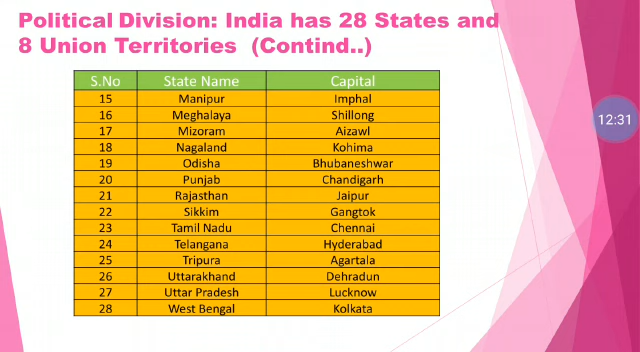 Political Division: India has 28 States and
8 Union Territories (Contind..)
S.No State Name Capital
15 Manipur Imphal
16 Meghalaya Shillong
17 Mizoram Aizawl
18 Nagaland Kohima
19 Odisha Bhubaneshwar
20 Punjab Chandigarh
21 Rajasthan Jaipur
22 Sikkim Gangtok
23 Tamil Nadu Chennai
24 Telangana Hyderabad
25 Tripura Agartala
26 Uttarakhand Dehradun
27 Uttar Pradesh Lucknow
28 West Bengal Kolkata
12:31